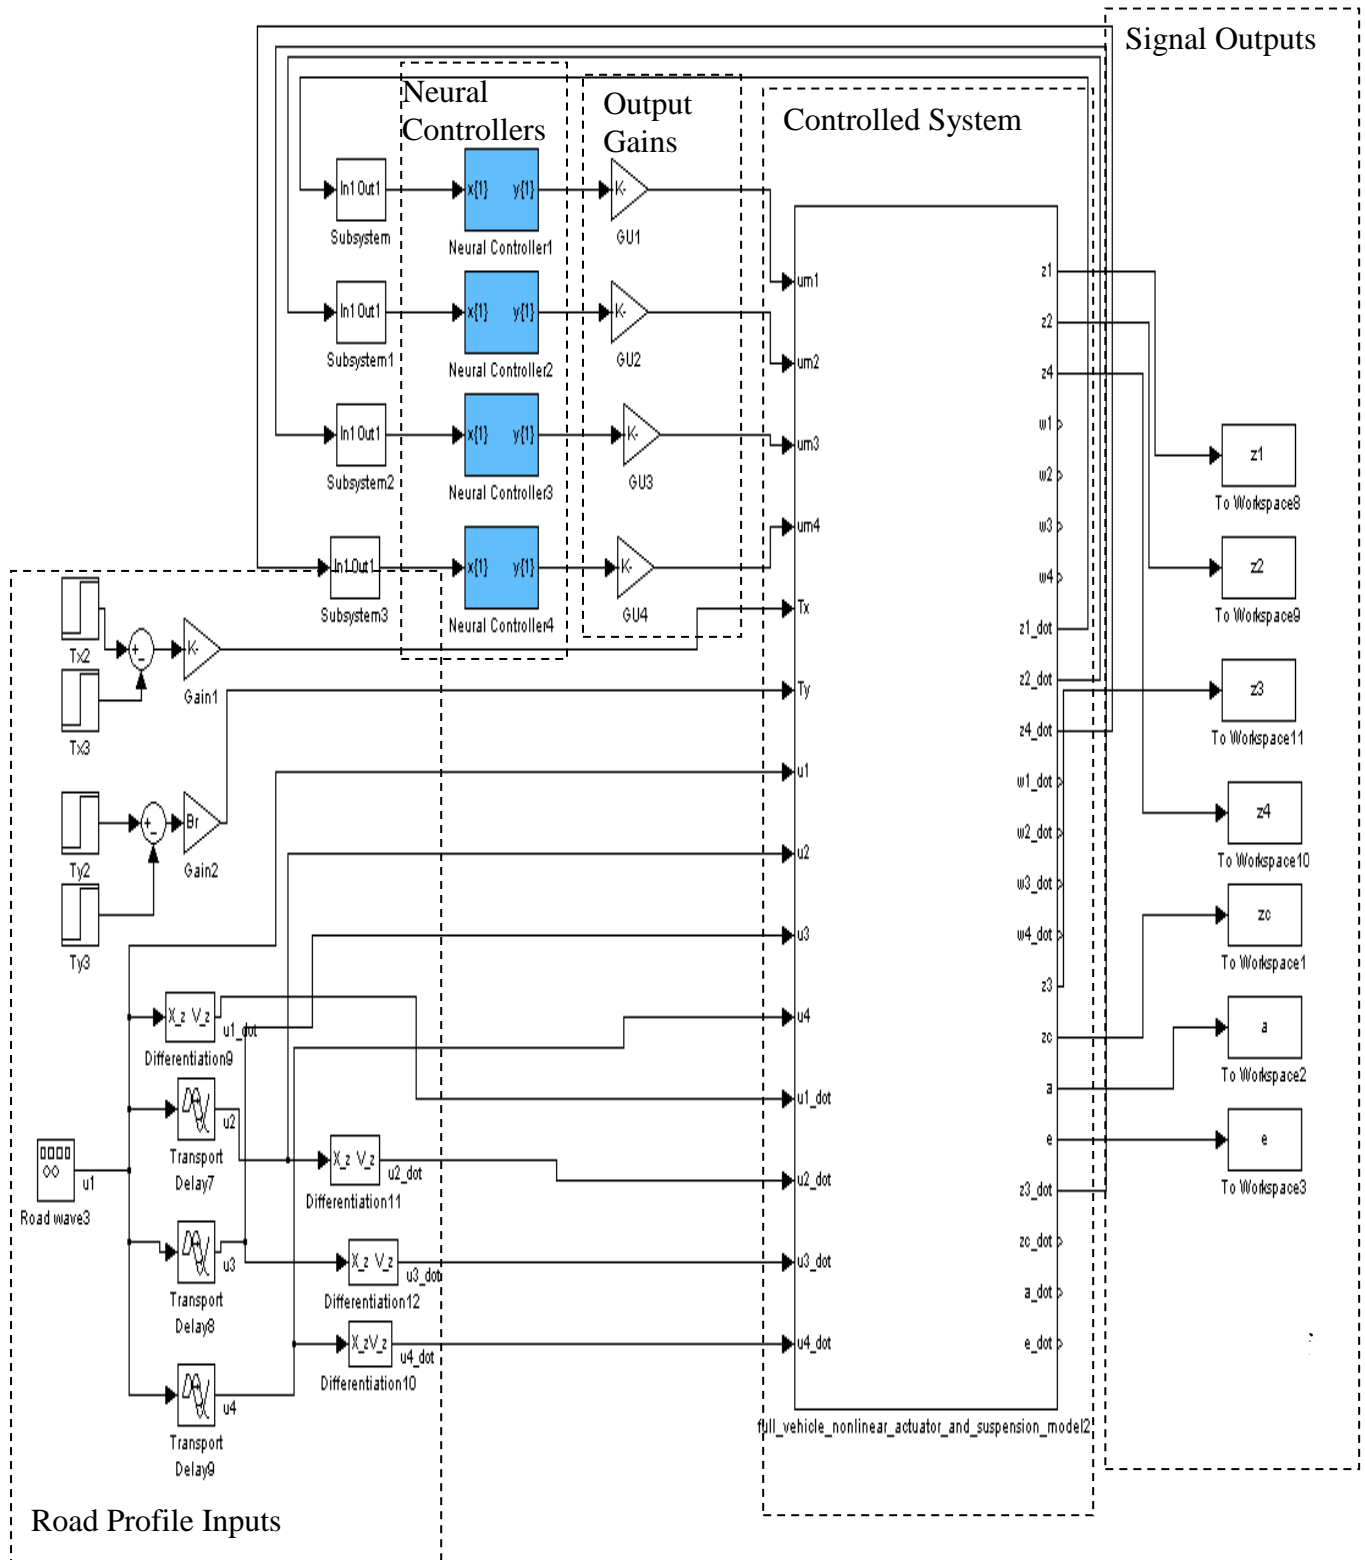 Signal Outputs
Neural
Controllers
Output
Gains
Controlled System
In1 Out1
Subsystem
x{1} y{1}
Neural Controller1
K-
GU1
In1 Out1
Subsystem1
x{1} y{1}
Neural Controller2
K-
GU2
In1 Out1
Subsystem2
x{1} y{1}
Neural Controller3
K-
GU3
In1 Out1
Subsystem3
x{1} y{1}
Neural Controller4
K-
GU4
Tx2
+
-
K-
Gain1
Tx3
Ty2
+
-
Br
Gain2
Ty3
X_z V_z
u1_dot
Differentiation9
u2
Transport
Delay7
X_z V_z
u2_dot
Differentiation11
u1
Road wave3
u3
Transport
Delay8
X_z V_z
u3_dot
Differentiation12
X_zV_z
u4_dot
Differentiation10
u4
Transport
Delay9
Road Profile Inputs
um1
um2
um3
um4
Tx
Ty
u1
u2
u3
u4
u1_dot
u2_dot
u3_dot
u4_dot
z1
z2
z4
w1
w2
w3
w4
z1_dot
z2_dot
z4_dot
w1_dot
w2_dot
w3_dot
w4_dot
z3
zc
a
e
z3_dot
zc_dot
a_dot
e_dot
full_vehicle_nonlinear_actuator_and_suspension_model2
z1
To Workspace8
z2
To Workspace9
z3
To Workspace11
z4
To Workspace10
zc
To Workspace1
a
To Workspace2
e
To Workspace3